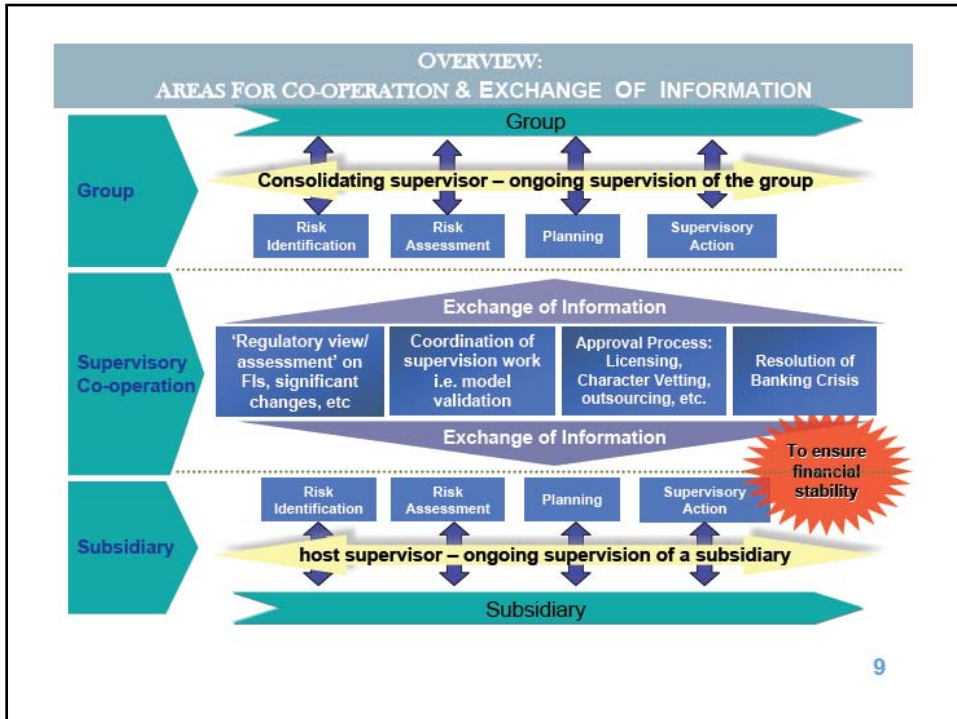 OVERVIEW:
AREAS FOR CO-OPERATION & EXCHANGE OF INFORMATION
Group
Group
Consolidating supervisor – ongoing supervision of the group
Risk
Identification
Risk
Assessment
Planning
Supervisory
Action
Supervisory
Co-operation
Exchange of Information
‘Regulatory view/
assessment’ on
FIs, significant
changes, etc
Coordination of
supervision work
i.e. model
validation
Approval Process:
Licensing,
Character Vetting,
outsourcing, etc.
Resolution of
Banking Crisis
Exchange of Information
To ensure
financial
stability
Subsidiary
Risk
Identification
Risk
Assessment
Planning
Supervisory
Action
host supervisor – ongoing supervision of a subsidiary
Subsidiary
9